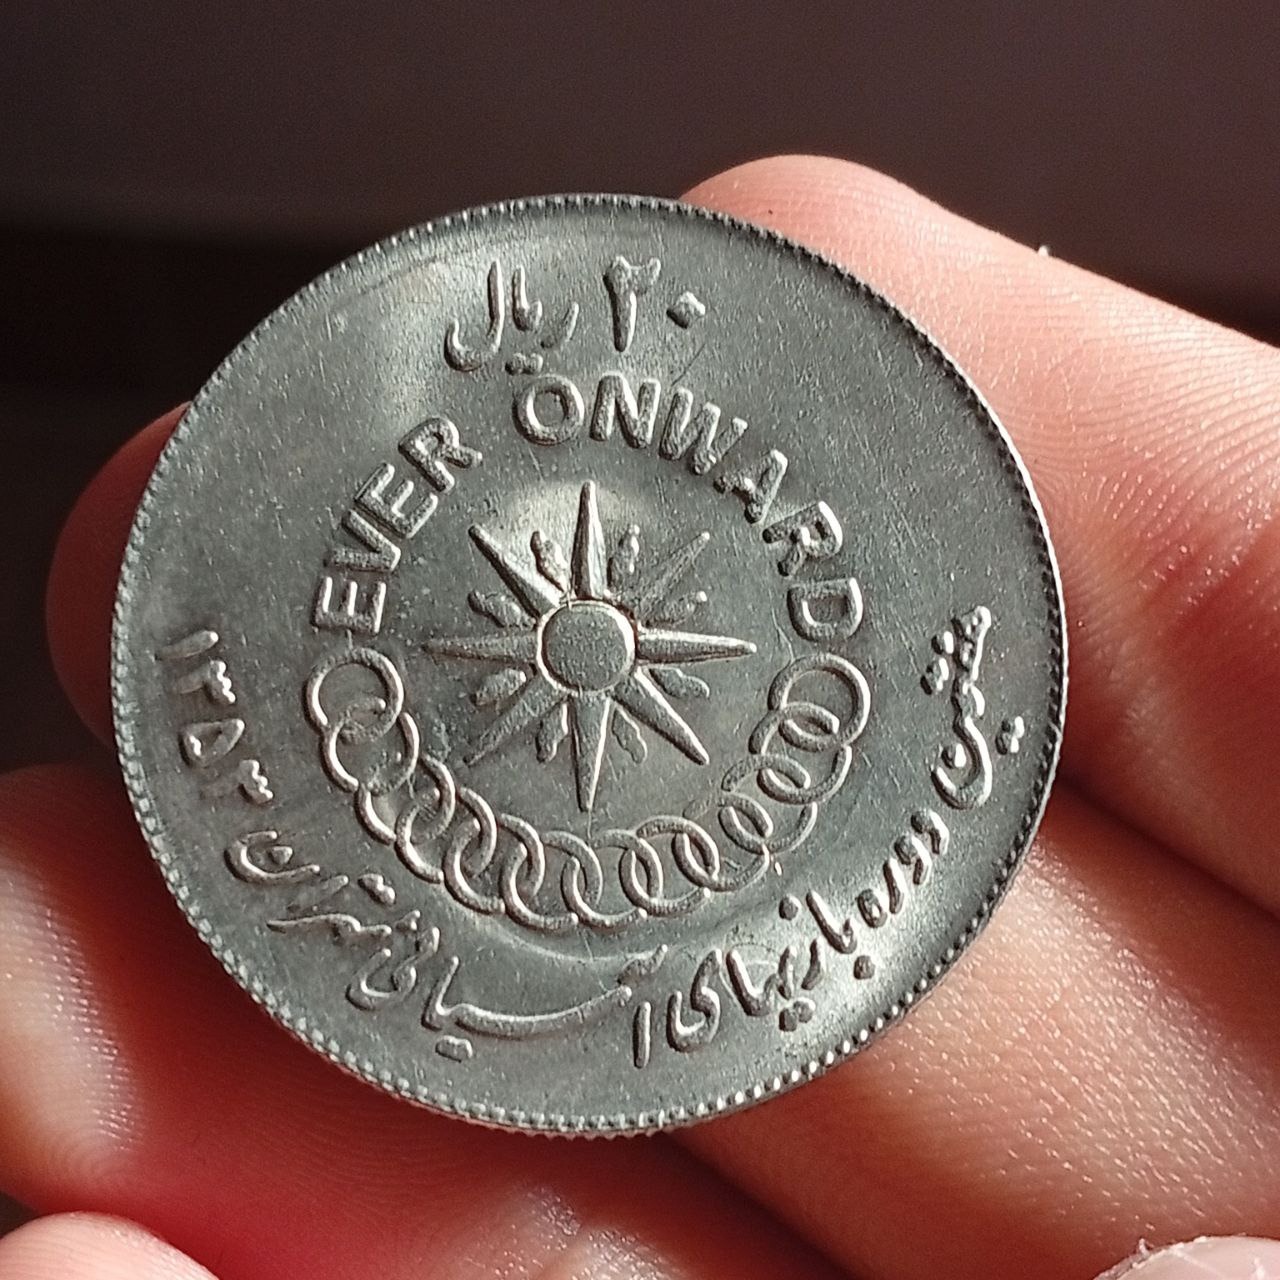 ۲۰ ریال
EVER ONWARD
هفتمین دوره بازیهای آسیائی تهران ۱۳۵۳